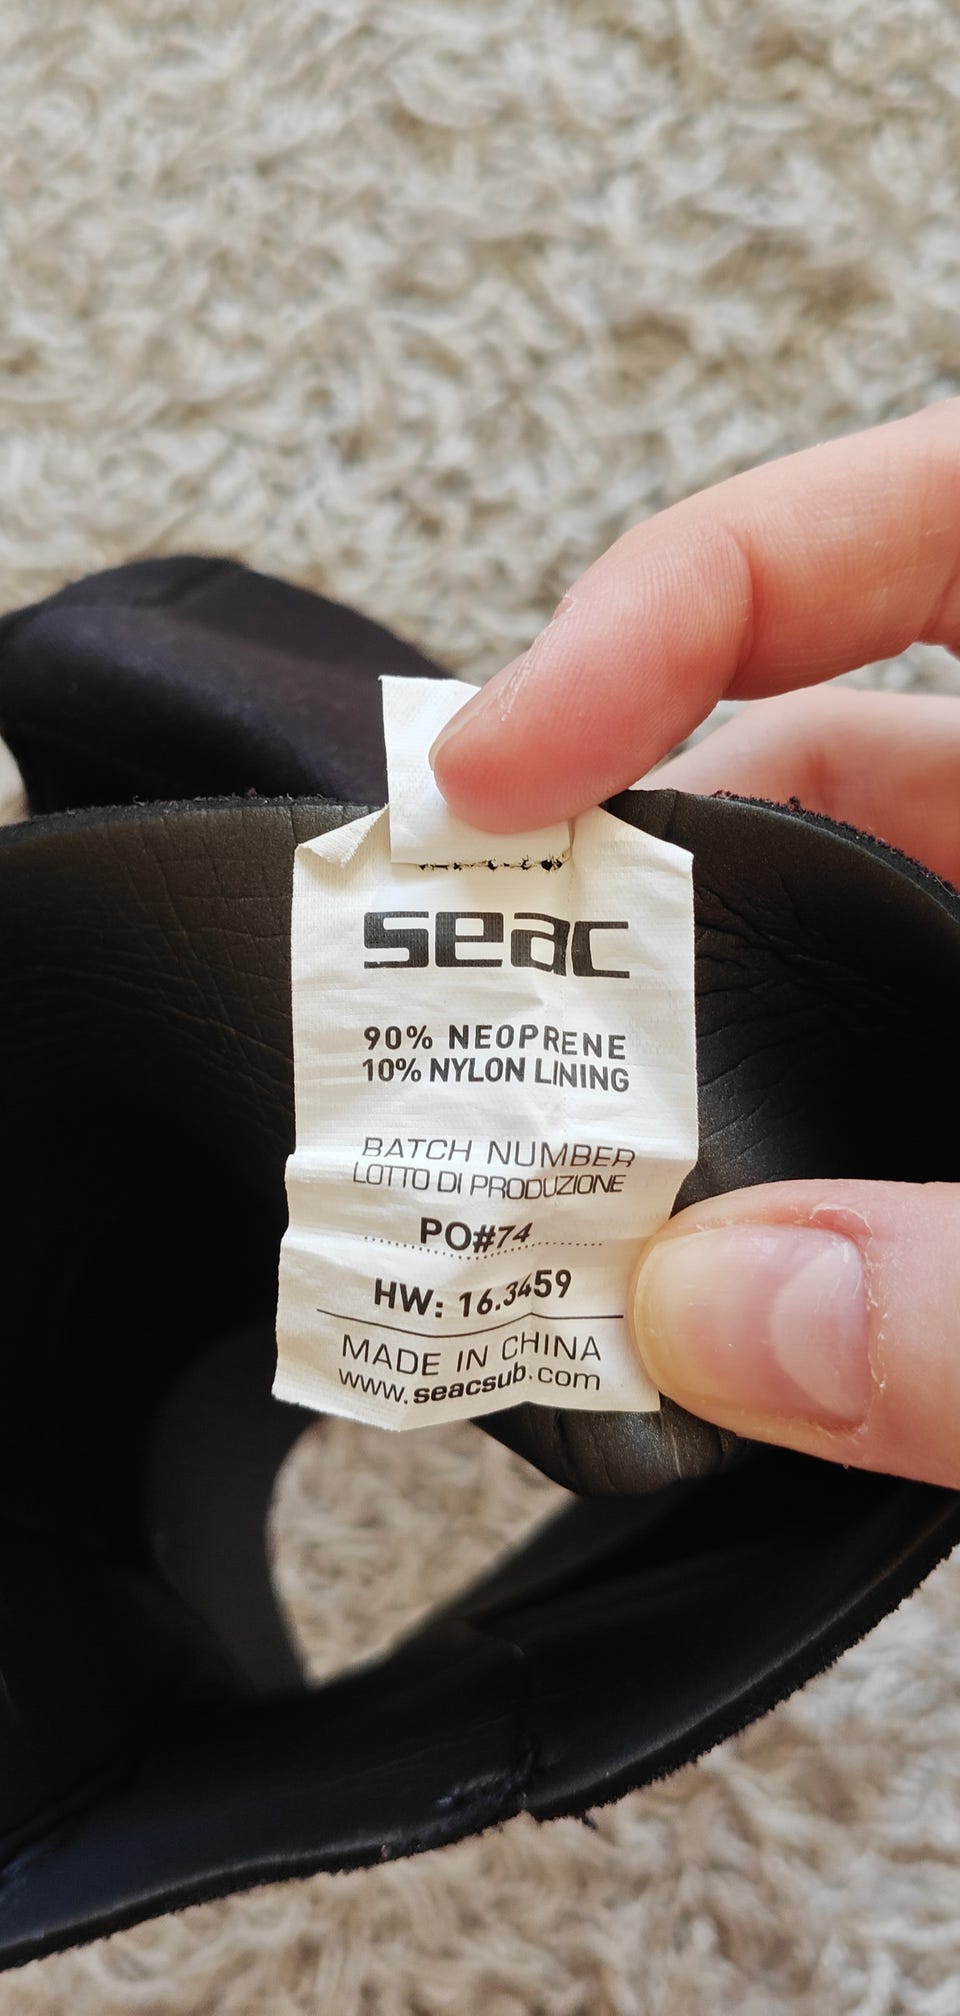 seac
90% NEOPRENE
10% NYLON LINING
BATCH NUMBER
LOTTO DI PRODUZIONE
PO#74
HW: 16.3459
MADE IN CHINA
www.seacsub.com